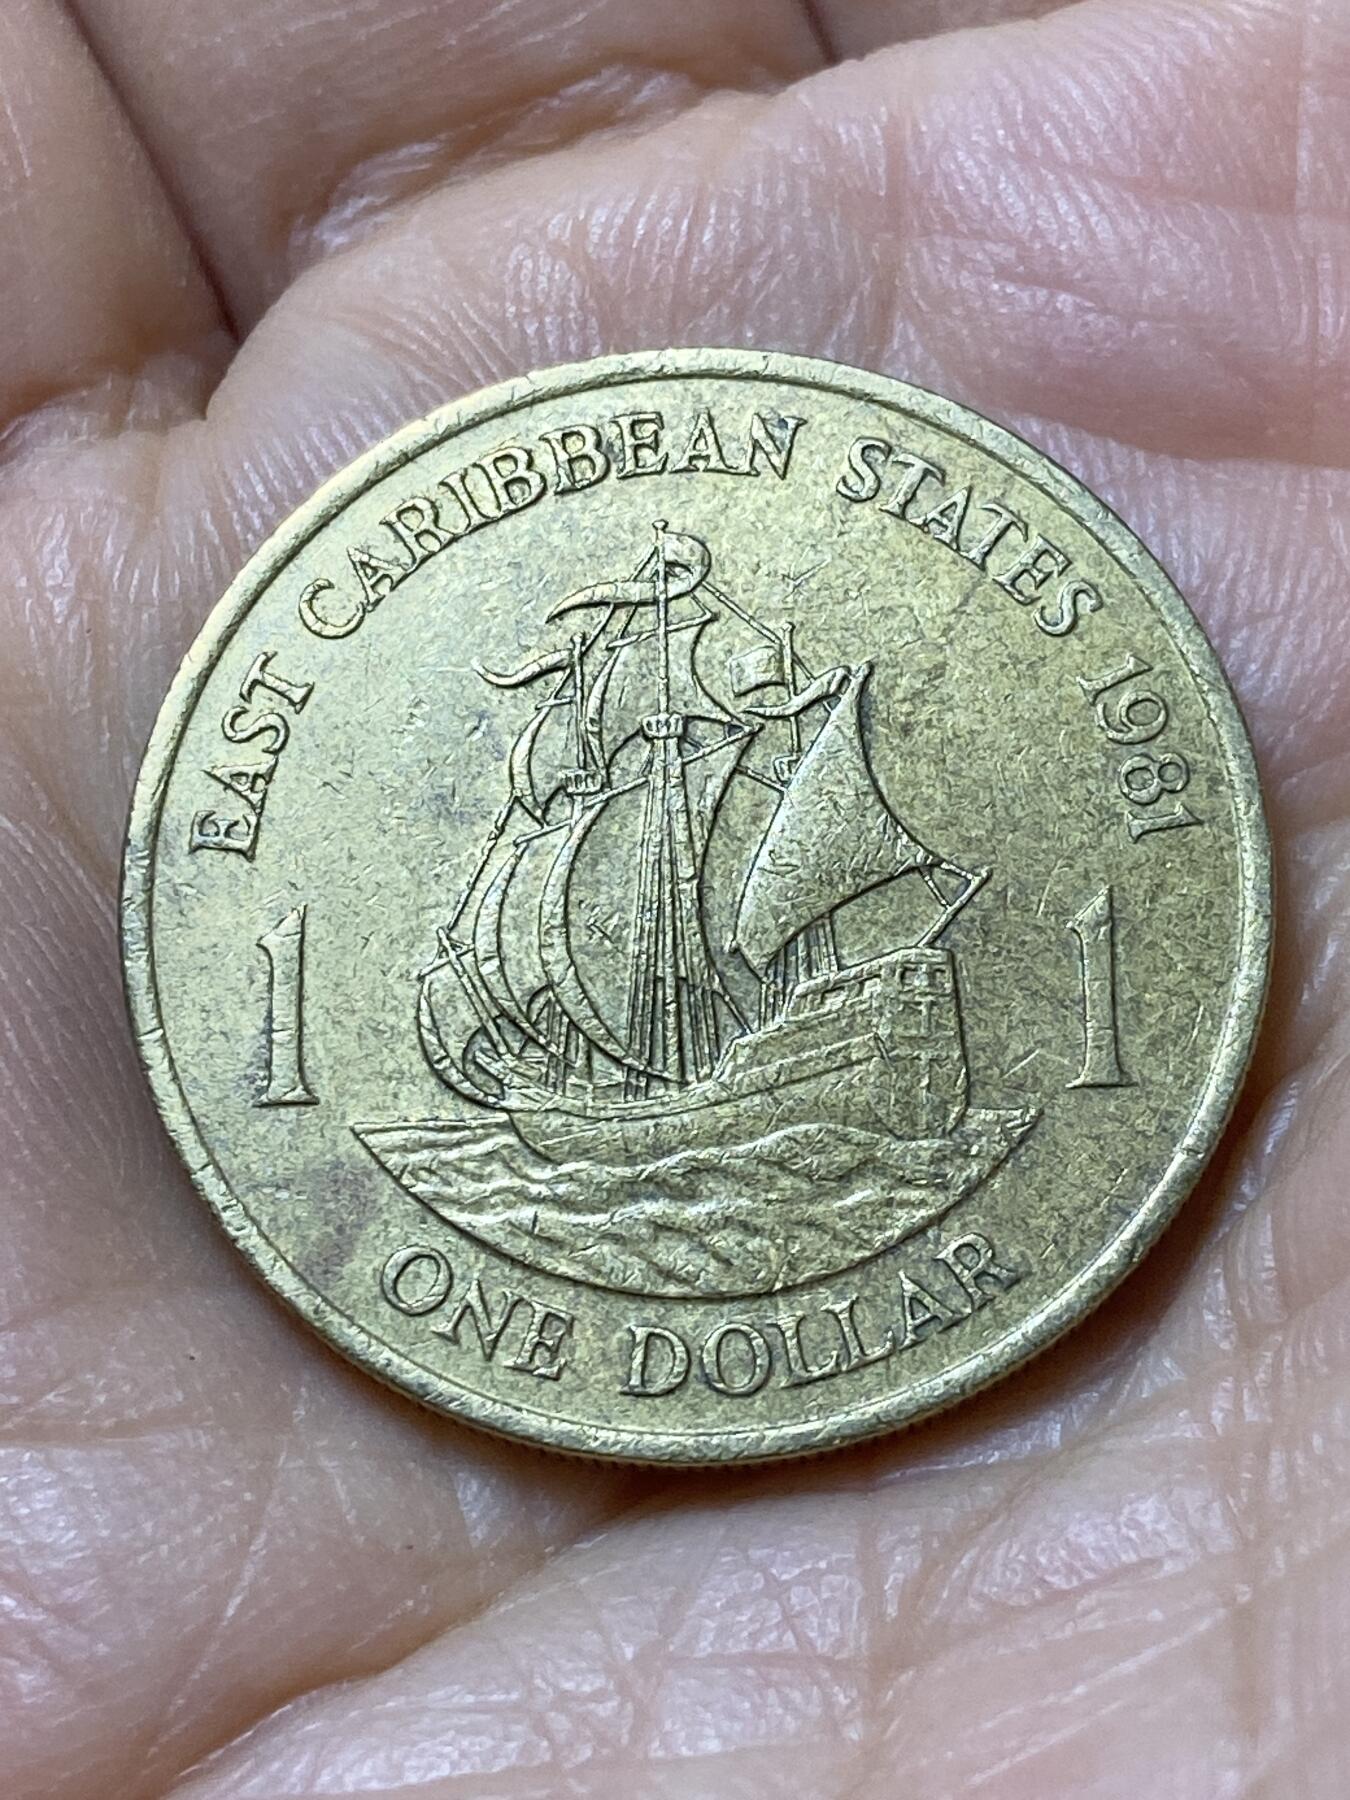 EAST CARIBBEAN STATES 1981
1 1
ONE DOLLAR